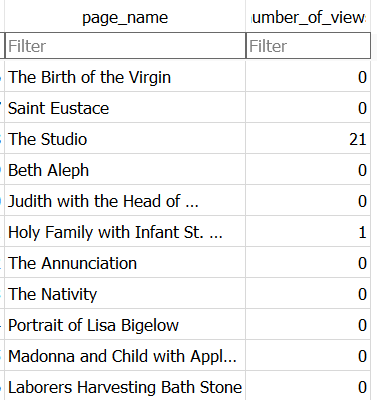 page_name umber_of_view
Filter Filter
The Birth of the Virgin 0
Saint Eustace 0
The Studio 21
Beth Aleph 0
Judith with the Head of ... 0
Holy Family with Infant St. ... 1
The Annunciation 0
The Nativity 0
Portrait of Lisa Bigelow 0
Madonna and Child with Appl... 0
Laborers Harvesting Bath Stone 0